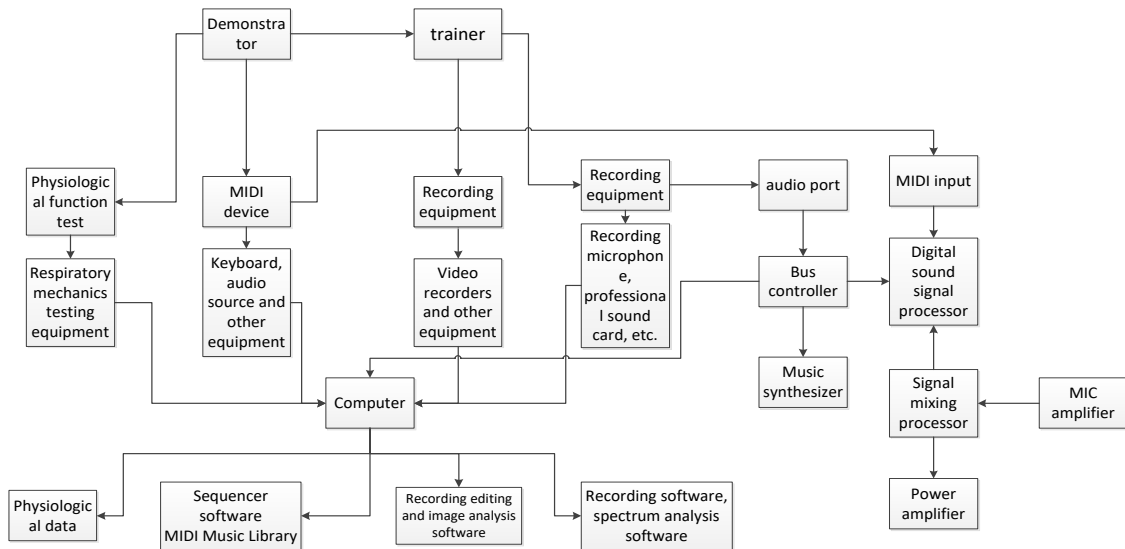 Demonstra
tor
trainer
Physiologic
al function
test
MIDI
device
Recording
equipment
Recording
equipment
audio port
MIDI input
Respiratory
mechanics
testing
equipment
Keyboard,
audio
source and
other
equipment
Video
recorders
and other
equipment
Recording
microphon
e,
professiona
l sound
card, etc.
Bus
controller
Digital
sound
signal
processor
Computer
Music
synthesizer
Signal
mixing
processor
MIC
amplifier
Physiologic
al data
Sequencer
software
MIDI Music Library
Recording editing
and image analysis
software
Recording software,
spectrum analysis
software
Power
amplifier